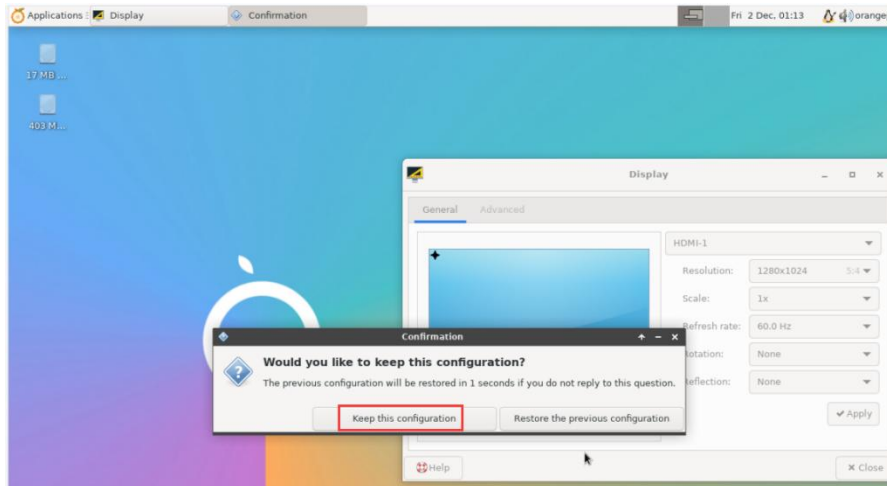 Applications Display Confirmation Fri 2 Dec, 01:13 orange
17 MB ...
403 M...
Display
General Advanced
HDMI-1
Resolution: 1280x1024 5:4
Scale: 1x
Refresh rate: 60.0 Hz
Rotation: None
Reflection: None
Apply
Confirmation
Would you like to keep this configuration?
The previous configuration will be restored in 1 seconds if you do not reply to this question.
Keep this configuration Restore the previous configuration
Help Close